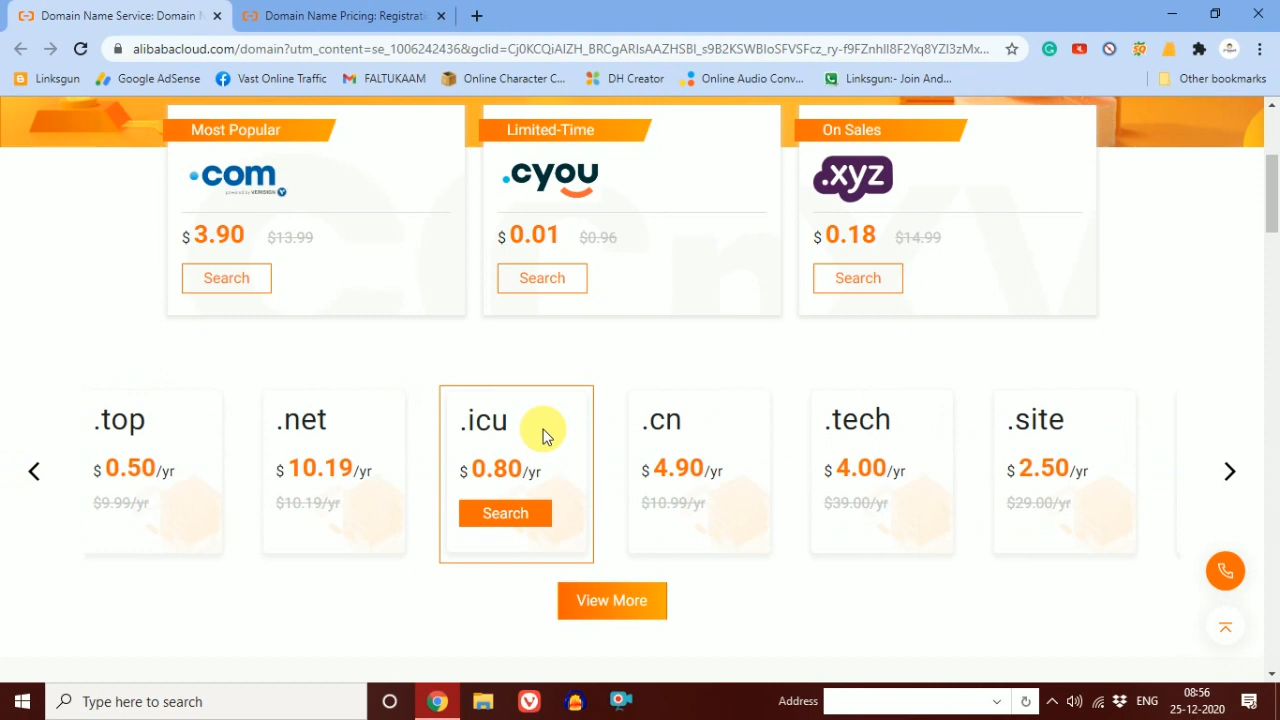 Domain Name Service: Domain N
Domain Name Pricing: Registrati
alibabacloud.com/domain?utm_content=se_1006242436&gclid=Cj0KCQiAIZH_BRCgARIsAAZHSBl_s9B2KSWBIoSFVSFcz_ry-f9FZnhIl8F2Yq8YZI3zMx...
Linksgun
Google AdSense
Vast Online Traffic
FALTUKAAM
Online Character C...
DH Creator
Online Audio Conv...
Linksgun:- Join And...
Other bookmarks
Most Popular
Limited-Time
On Sales
.com
powered by VERISIGN
.cyou
.xyz
$ 3.90 $13.99
$ 0.01 $0.96
$ 0.18 $14.99
Search
Search
Search
.top
.net
.icu
.cn
.tech
.site
$ 0.50/yr
$ 10.19/yr
$ 0.80/yr
$ 4.90/yr
$ 4.00/yr
$ 2.50/yr
$9.99/yr
$10.19/yr
Search
$10.99/yr
$39.00/yr
$29.00/yr
View More
Type here to search
Address
ENG
08:56
25-12-2020